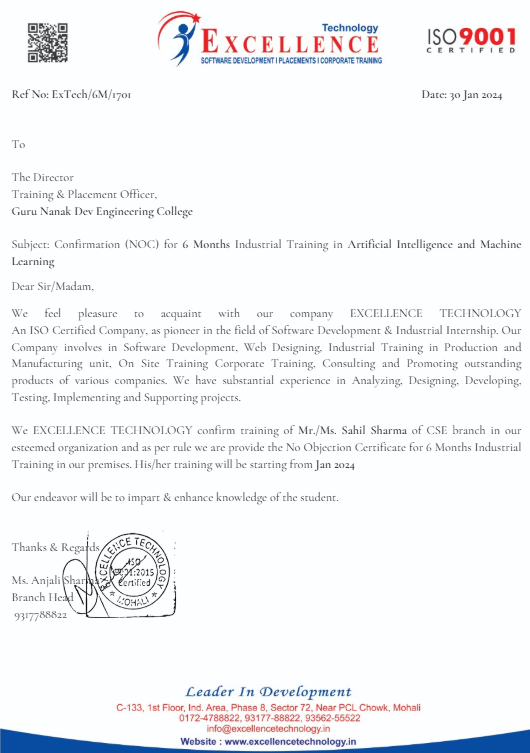 Technology
EXCELLENCE
SOFTWARE DEVELOPMENT I PLACEMENTS I CORPORATE TRAINING
ISO9001
CERTIFIED
Ref No: ExTech/6M/1701
Date: 30 Jan 2024
To
The Director
Training & Placement Officer,
Guru Nanak Dev Engineering College
Subject: Confirmation (NOC) for 6 Months Industrial Training in Artificial Intelligence and Machine
Learning
Dear Sir/Madam,
We feel pleasure to acquaint with our company EXCELLENCE TECHNOLOGY
An ISO Certified Company, as pioneer in the field of Software Development & Industrial Internship. Our
Company involves in Software Development, Web Designing, Industrial Training in Production and
Manufacturing unit, On Site Training Corporate Training, Consulting and Promoting outstanding
products of various companies. We have substantial experience in Analyzing, Designing, Developing,
Testing, Implementing and Supporting projects.
We EXCELLENCE TECHNOLOGY confirm training of Mr./Ms. Sahil Sharma of CSE branch in our
esteemed organization and as per rule we are provide the No Objection Certificate for 6 Months Industrial
Training in our premises. His/her training will be starting from Jan 2024
Our endeavor will be to impart & enhance knowledge of the student.
Thanks & Regards
Ms. Anjali Sharma
Branch Head
9317788822
EXCELLENCE TECHNOLOGY
ISO
9001:2015
Certified
MOHALI
Leader In Development
C-133, 1st Floor, Ind. Area, Phase 8, Sector 72, Near PCL Chowk, Mohali
0172-4788822, 93177-88822, 93562-55522
info@excellencetechnology.in
Website : www.excellencetechnology.in